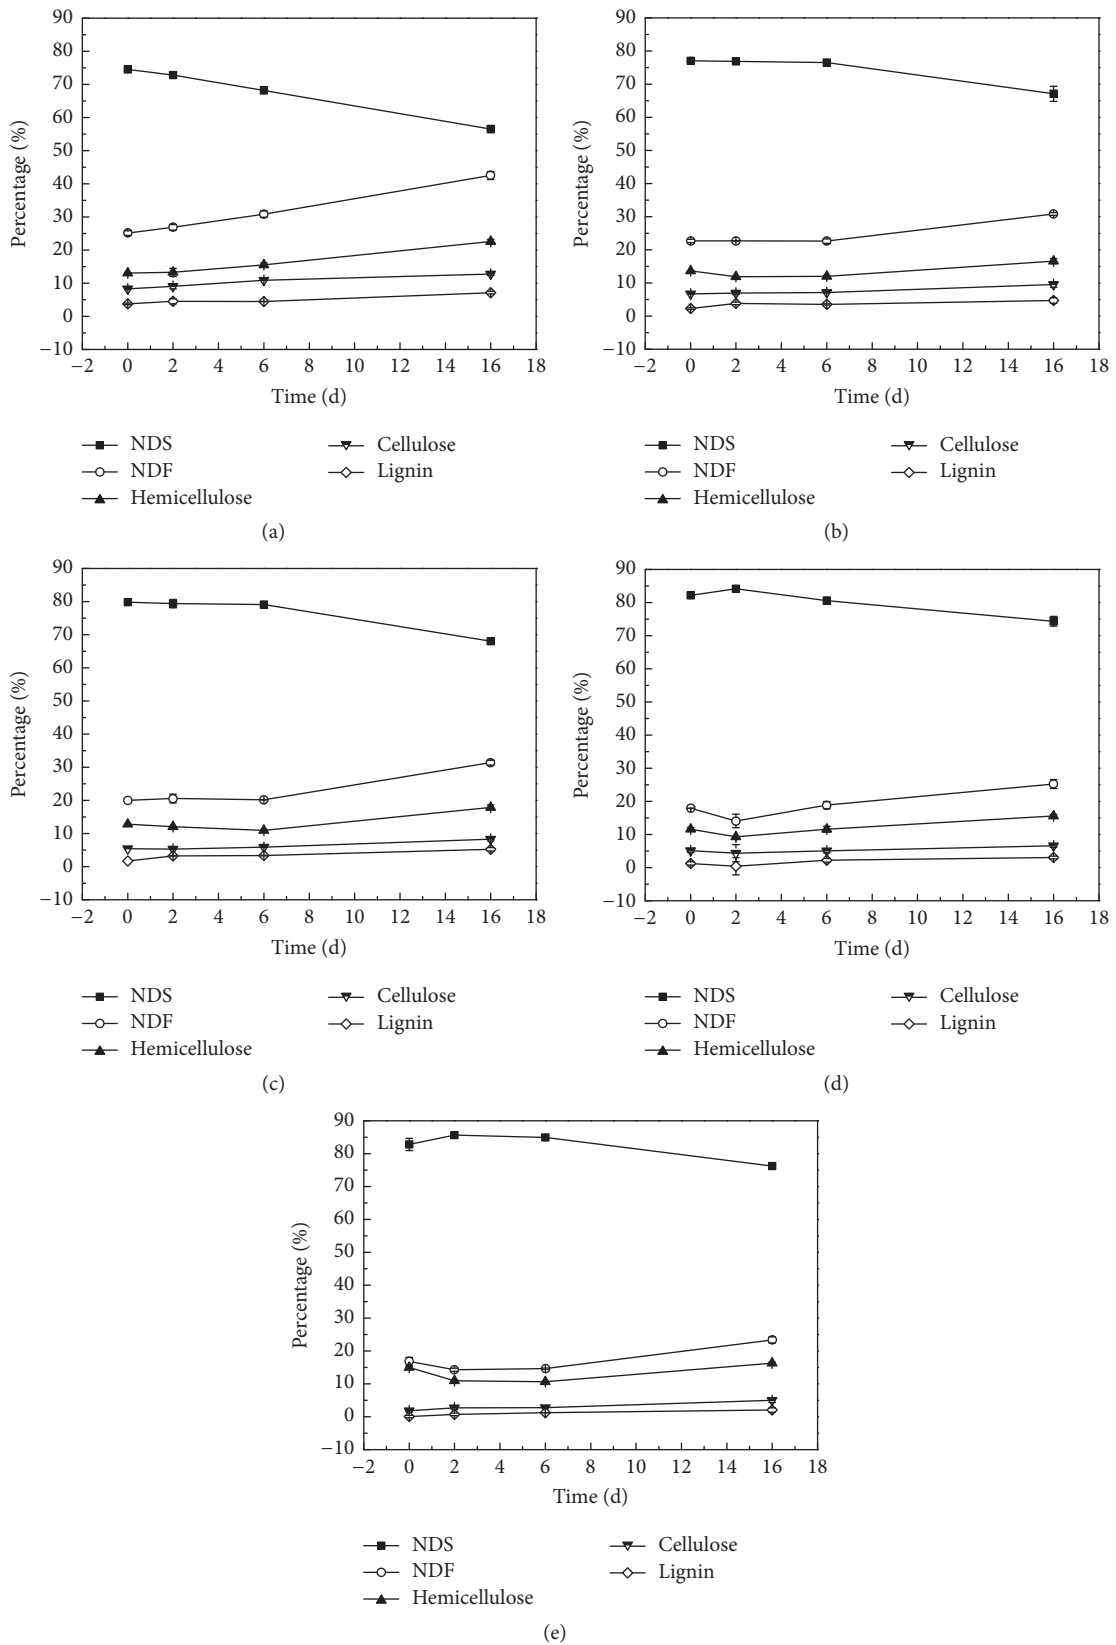 90
80
70
60
50
40
30
20
10
0
−10
Percentage (%)
−2 0 2 4 6 8 10 12 14 16 18
Time (d)
NDS
NDF
Hemicellulose
Cellulose
Lignin
(a)
90
80
70
60
50
40
30
20
10
0
−10
Percentage (%)
−2 0 2 4 6 8 10 12 14 16 18
Time (d)
NDS
NDF
Hemicellulose
Cellulose
Lignin
(b)
90
80
70
60
50
40
30
20
10
0
−10
Percentage (%)
−2 0 2 4 6 8 10 12 14 16 18
Time (d)
NDS
NDF
Hemicellulose
Cellulose
Lignin
(c)
90
80
70
60
50
40
30
20
10
0
−10
Percentage (%)
−2 0 2 4 6 8 10 12 14 16 18
Time (d)
NDS
NDF
Hemicellulose
Cellulose
Lignin
(d)
90
80
70
60
50
40
30
20
10
0
−10
Percentage (%)
−2 0 2 4 6 8 10 12 14 16 18
Time (d)
NDS
NDF
Hemicellulose
Cellulose
Lignin
(e)